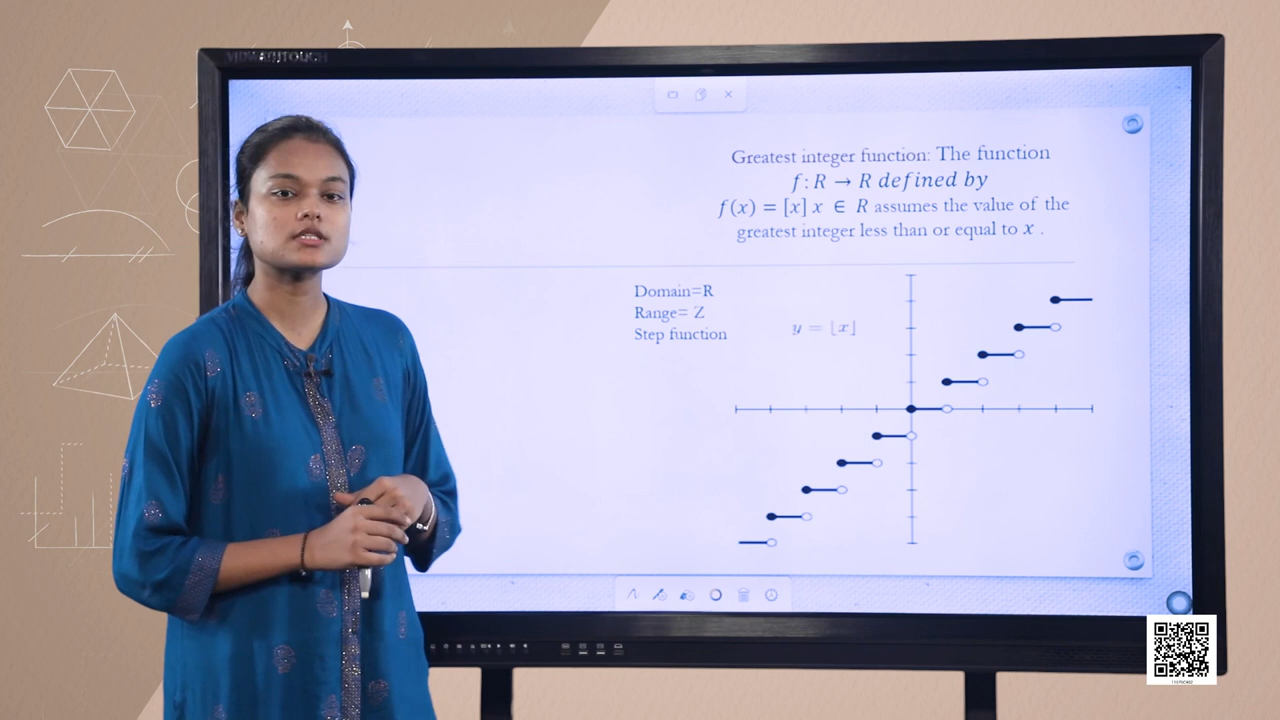 Greatest integer function: The function
f: R → R defined by
f(x) = [x] x ∈ R assumes the value of the
greatest integer less than or equal to x .
Domain=R
Range= Z
Step function
y = ⌊x⌋